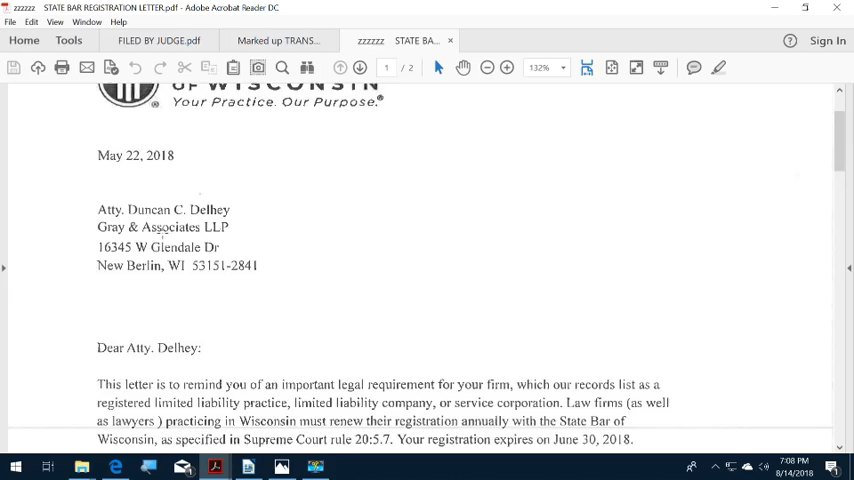 zzzzzz STATE BAR REGISTRATION LETTER.pdf - Adobe Acrobat Reader DC
File Edit View Window Help
Home Tools FILED BY JUDGE.pdf Marked up TRANS... zzzzzz STATE BA... × Sign In
1 / 2 132%
OF WISCONSIN
Your Practice. Our Purpose.®
May 22, 2018
Atty. Duncan C. Delhey
Gray & Associates LLP
16345 W Glendale Dr
New Berlin, WI 53151-2841
Dear Atty. Delhey:
This letter is to remind you of an important legal requirement for your firm, which our records list as a
registered limited liability practice, limited liability company, or service corporation. Law firms (as well
as lawyers ) practicing in Wisconsin must renew their registration annually with the State Bar of
Wisconsin, as specified in Supreme Court rule 20:5.7. Your registration expires on June 30, 2018.
7:08 PM
8/14/2018